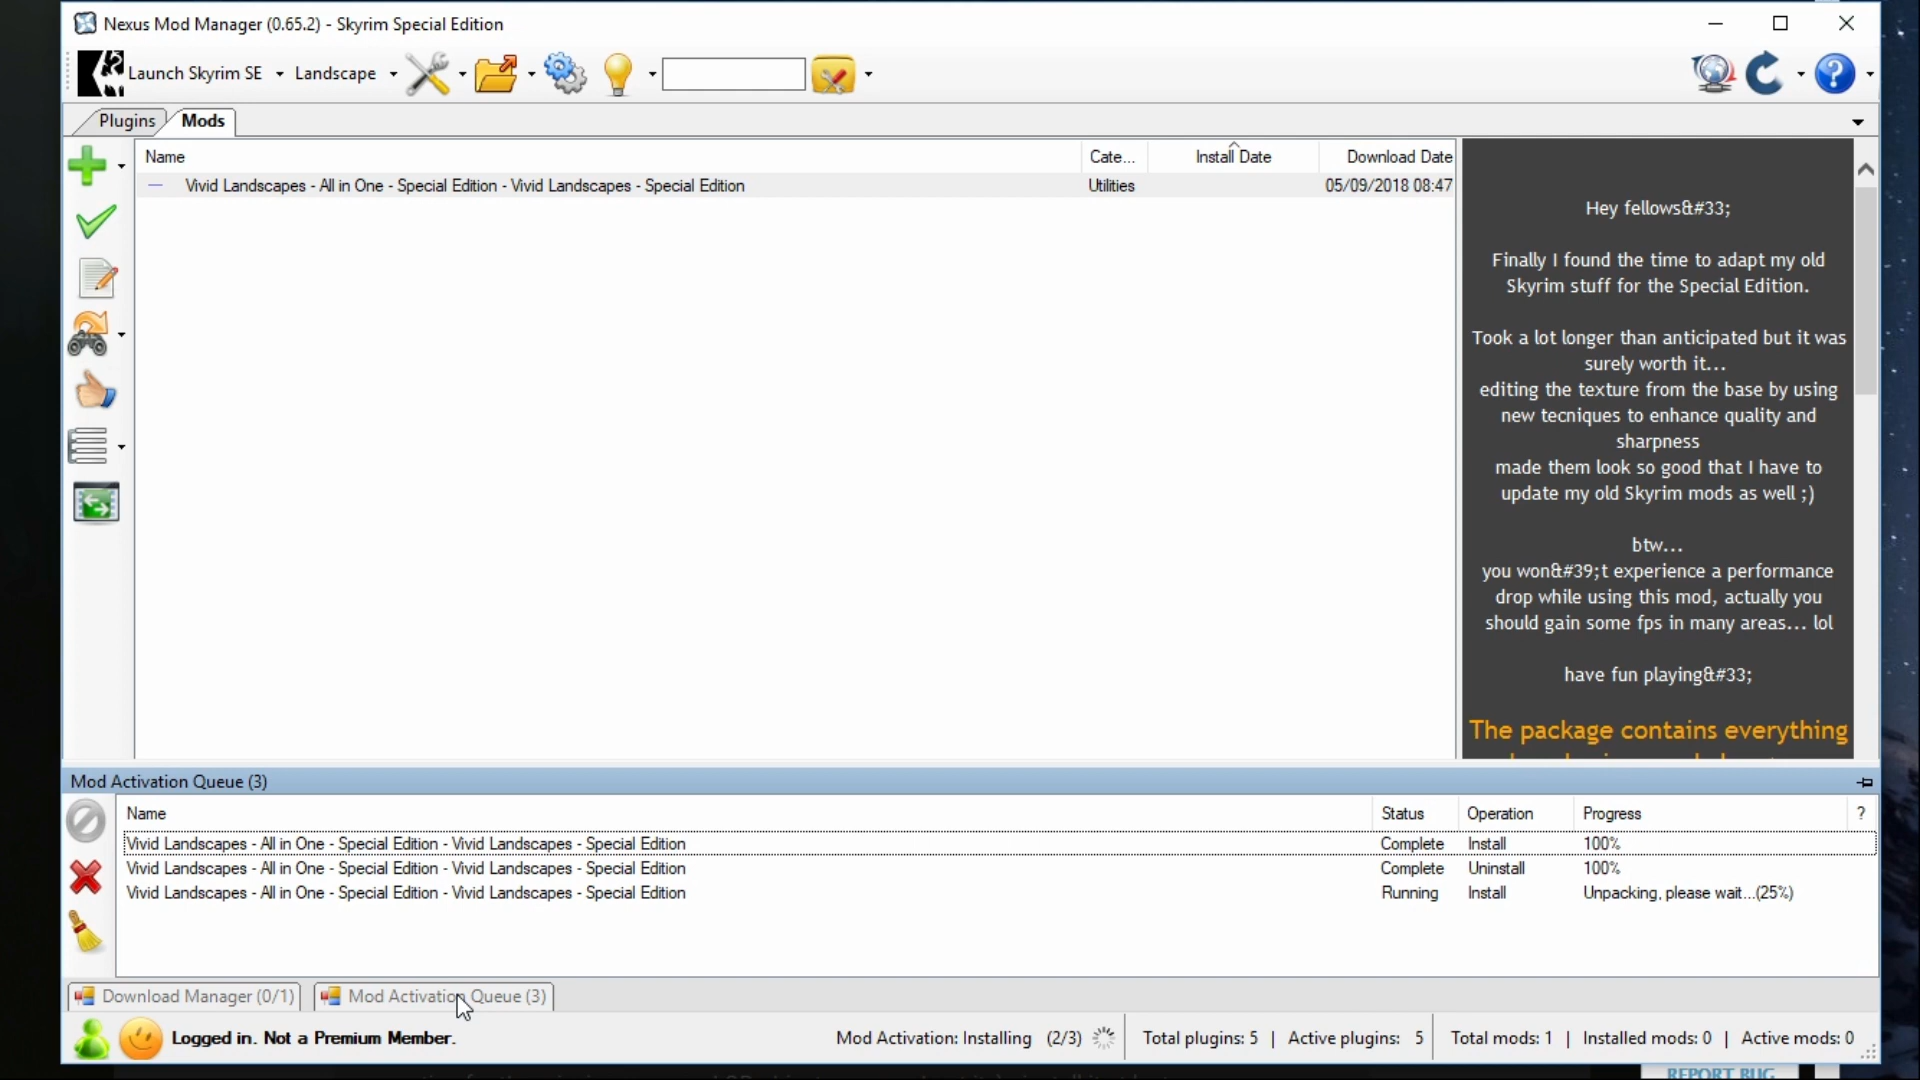 Nexus Mod Manager (0.65.2) - Skyrim Special Edition
Launch Skyrim SE Landscape
Plugins Mods
Name Cate... Install Date Download Date
Vivid Landscapes - All in One - Special Edition - Vivid Landscapes - Special Edition Utilities 05/09/2018 08:47
Hey fellows&#33;
Finally I found the time to adapt my old
Skyrim stuff for the Special Edition.
Took a lot longer than anticipated but it was
surely worth it...
editing the texture from the base by using
new tecniques to enhance quality and
sharpness
made them look so good that I have to
update my old Skyrim mods as well ;)
btw...
you won&#39;t experience a performance
drop while using this mod, actually you
should gain some fps in many areas... lol
have fun playing&#33;
The package contains everything
Mod Activation Queue (3)
Name Status Operation Progress ?
Vivid Landscapes - All in One - Special Edition - Vivid Landscapes - Special Edition Complete Install 100%
Vivid Landscapes - All in One - Special Edition - Vivid Landscapes - Special Edition Complete Uninstall 100%
Vivid Landscapes - All in One - Special Edition - Vivid Landscapes - Special Edition Running Install Unpacking, please wait...(25%)
Download Manager (0/1) Mod Activation Queue (3)
Logged in. Not a Premium Member. Mod Activation: Installing (2/3) Total plugins: 5 | Active plugins: 5 Total mods: 1 | Installed mods: 0 | Active mods: 0
REPORT BUG